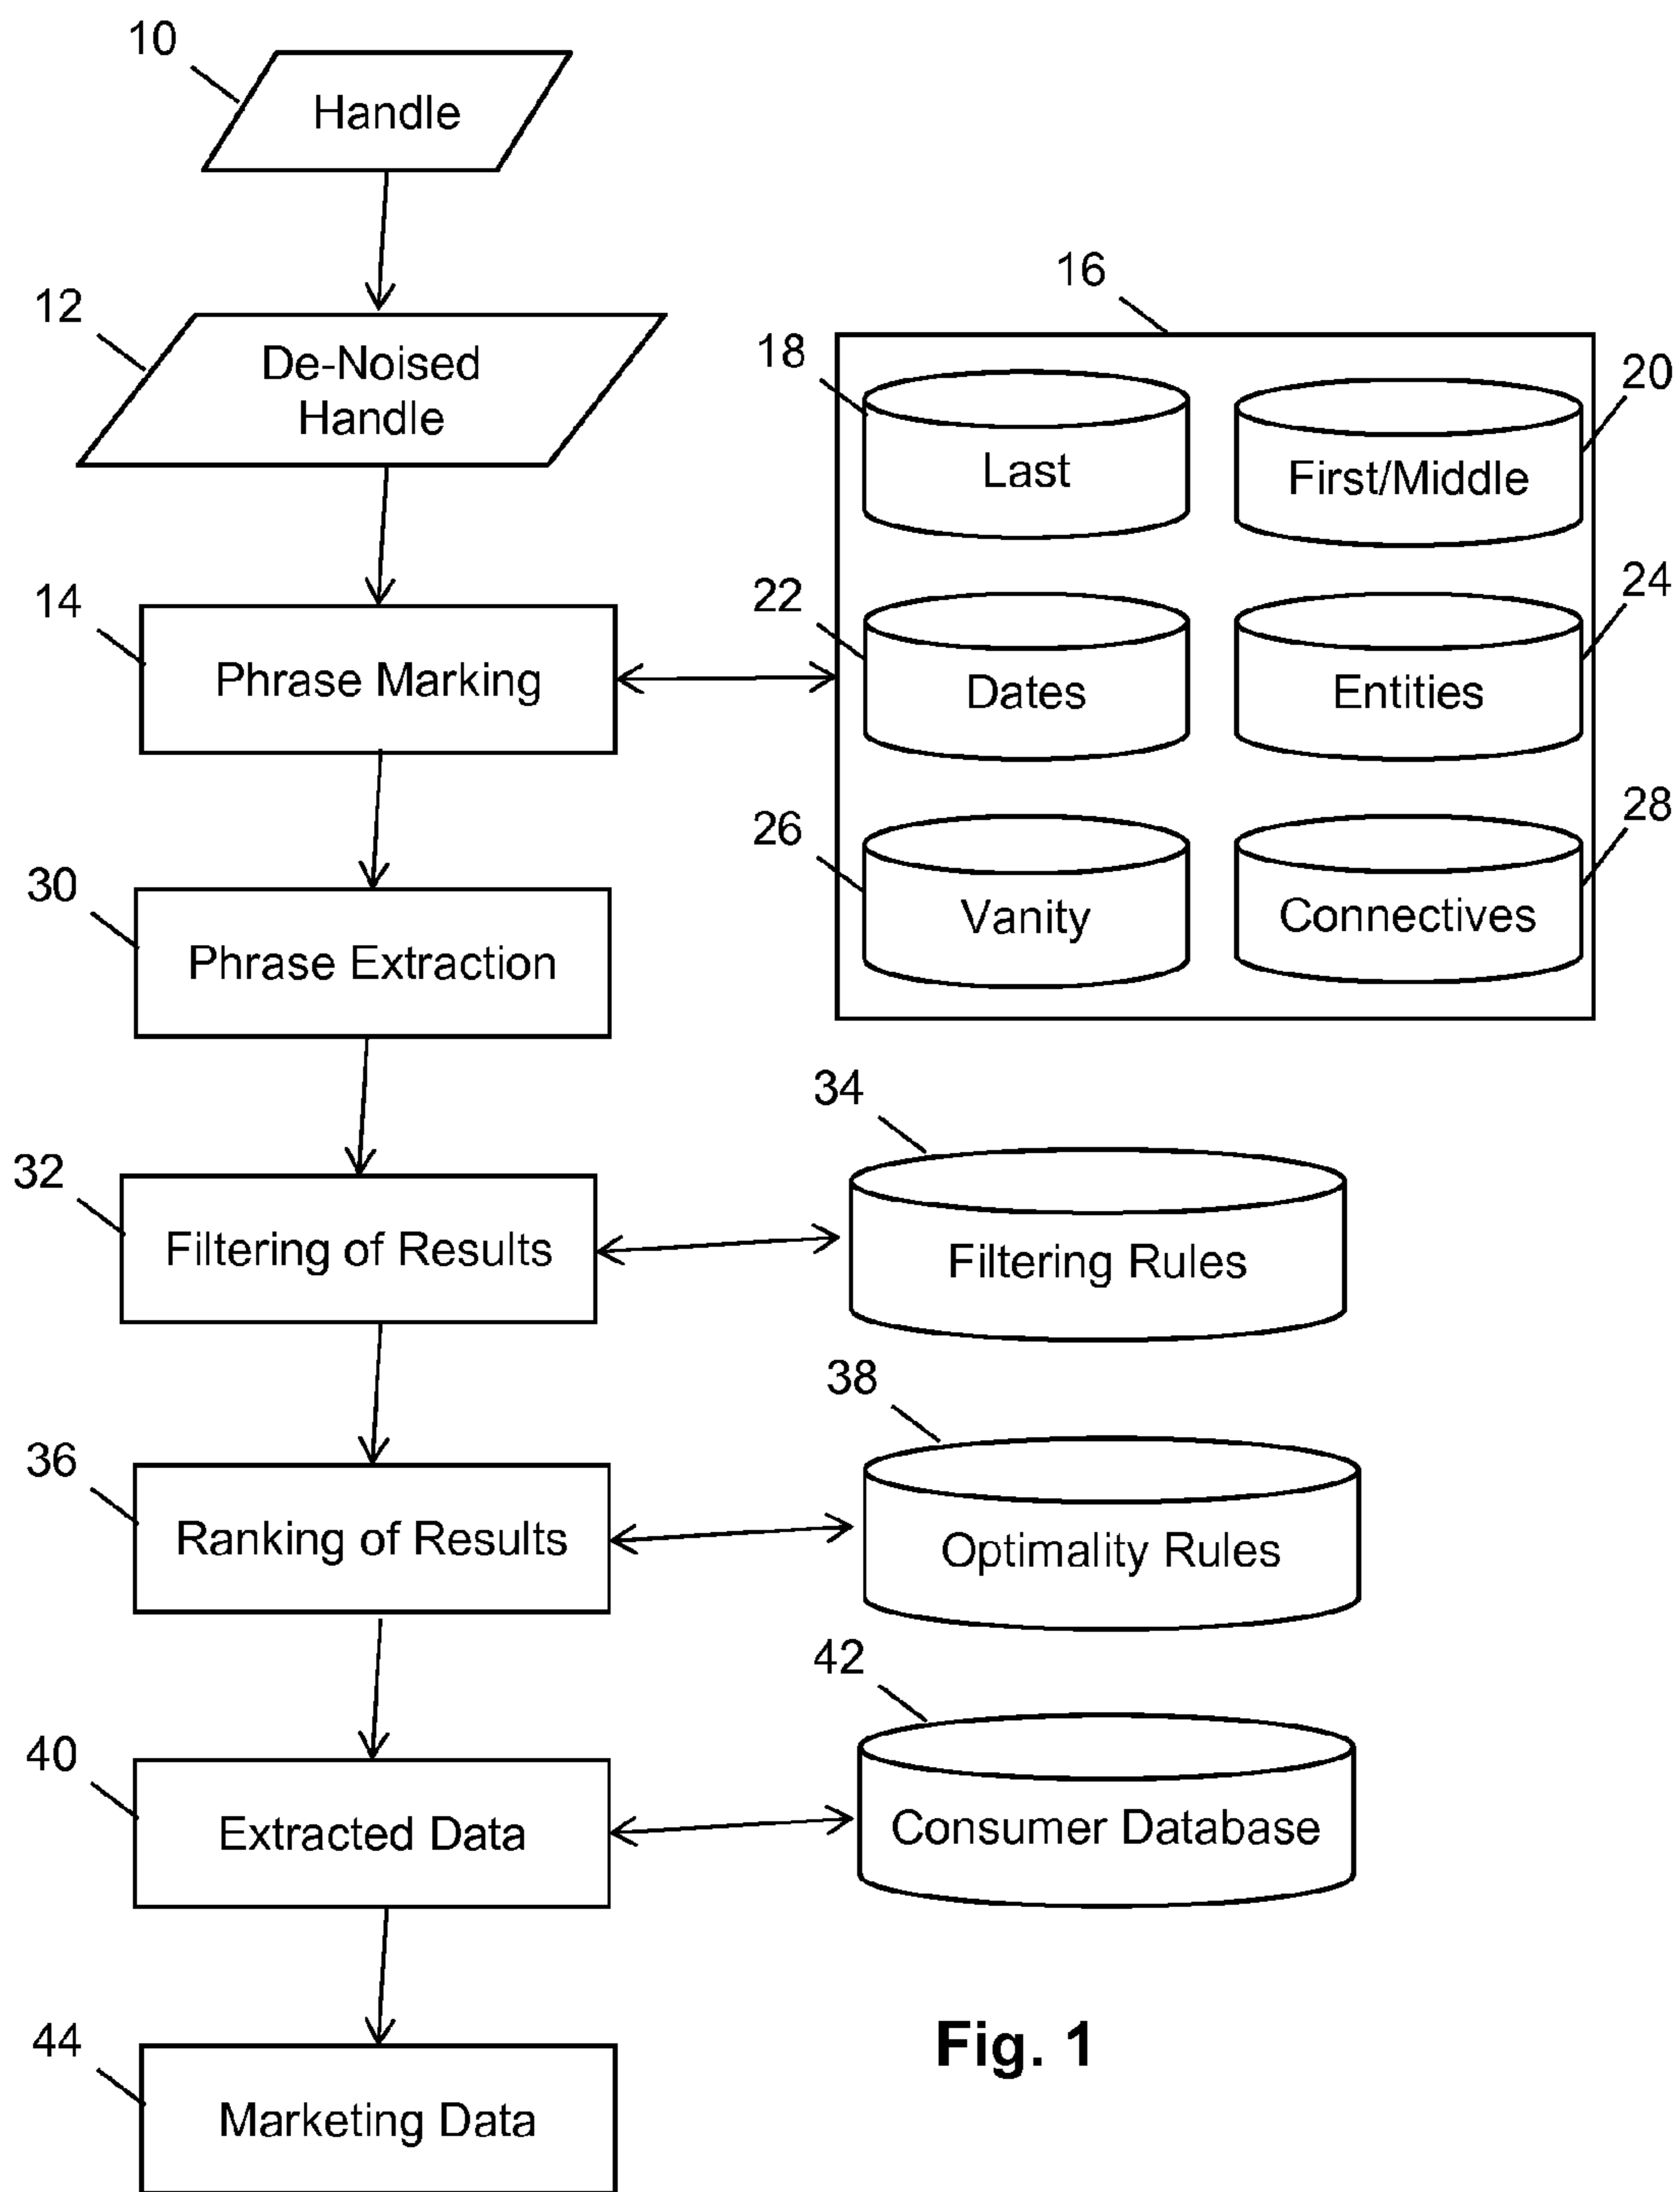 10
Handle
12
De-Noised
Handle
16
18
Last
20
First/Middle
14
Phrase Marking
22
Dates
24
Entities
26
Vanity
28
Connectives
30
Phrase Extraction
32
Filtering of Results
34
Filtering Rules
36
Ranking of Results
38
Optimality Rules
40
Extracted Data
42
Consumer Database
44
Marketing Data
Fig. 1